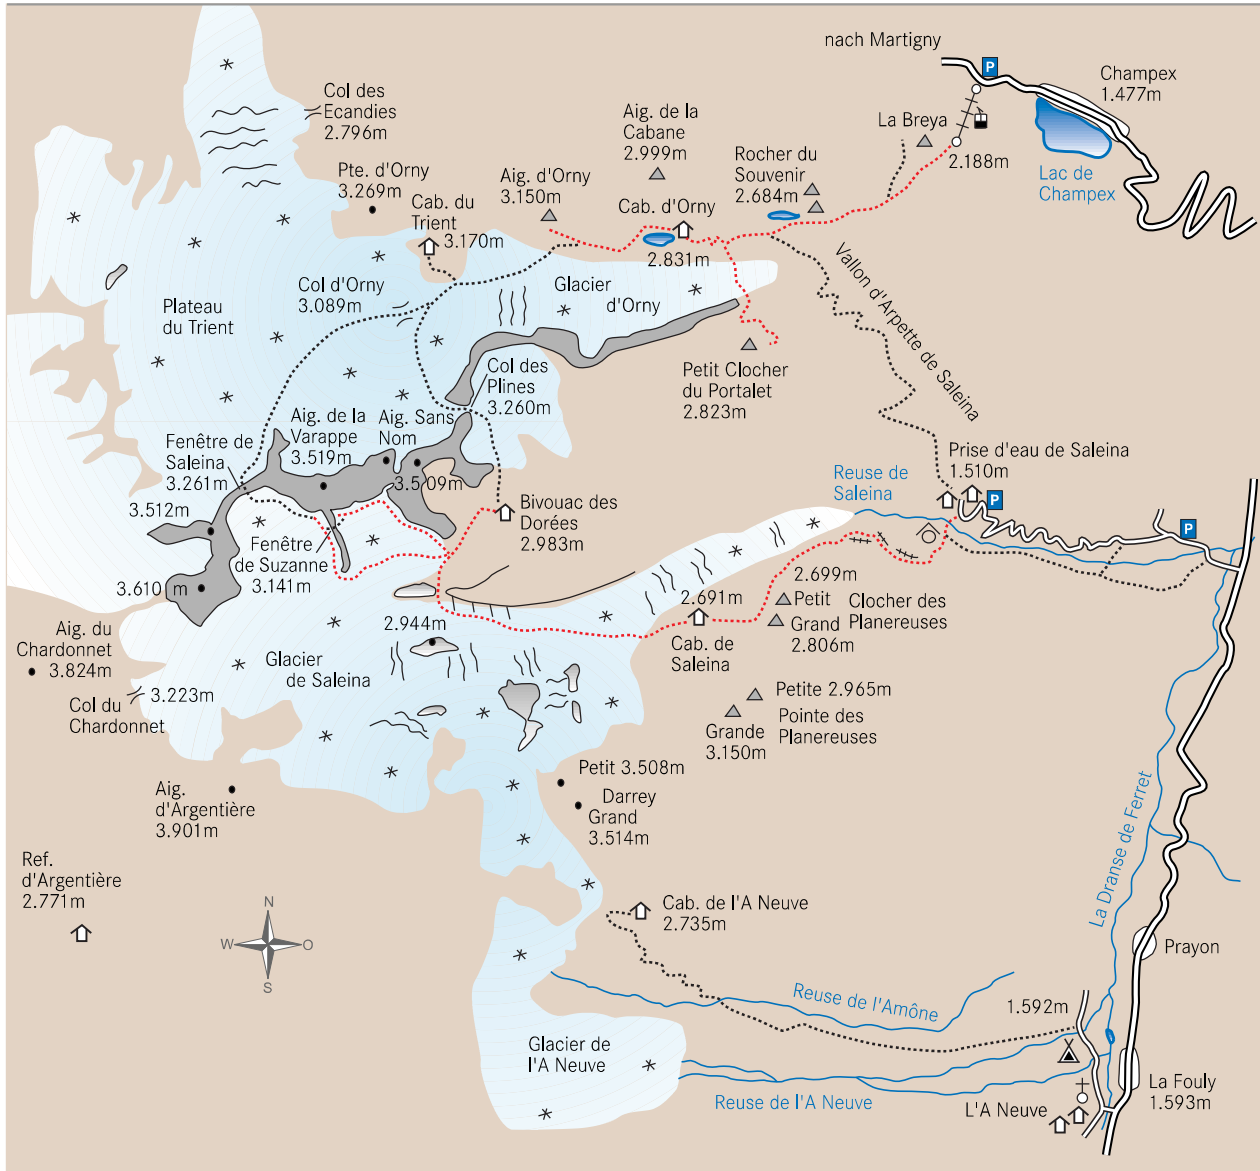 nach Martigny
P
Champex
1.477m
Col des
Ecandies
2.796m
Aig. de la
Cabane
2.999m
La Breya
2.188m
Lac de
Champex
Pte. d'Orny
3.269m
Aig. d'Orny
3.150m
Rocher du
Souvenir
2.684m
Cab. du
Trient
3.170m
Cab. d'Orny
2.831m
Vallon d'Arpette de Saleina
Plateau
du Trient
Col d'Orny
3.089m
Glacier
d'Orny
Col des
Plines
3.260m
Petit Clocher
du Portalet
2.823m
Aig. de la
Varappe
3.519m
Aig. Sans
Nom
3.509m
Fenêtre de
Saleina
3.261m
3.512m
Prise d'eau de Saleina
1.510m
P
P
Reuse de
Saleina
Bivouac des
Dorées
2.983m
Fenêtre
de Suzanne
3.141m
3.610 m
2.699m
Petit
Grand
2.806m
Clocher des
Planereuses
2.691m
Cab. de
Saleina
2.944m
Aig. du
Chardonnet
3.824m
Glacier
de Saleina
3.223m
Col du
Chardonnet
Petite 2.965m
Pointe des
Planereuses
Grande
3.150m
Petit 3.508m
Darrey
Grand
3.514m
Aig.
d'Argentière
3.901m
Ref.
d'Argentière
2.771m
N
W
O
S
Cab. de l'A Neuve
2.735m
La Dranse de Ferret
Prayon
Reuse de l'Amône
1.592m
Glacier de
l'A Neuve
Reuse de l'A Neuve
L'A Neuve
La Fouly
1.593m